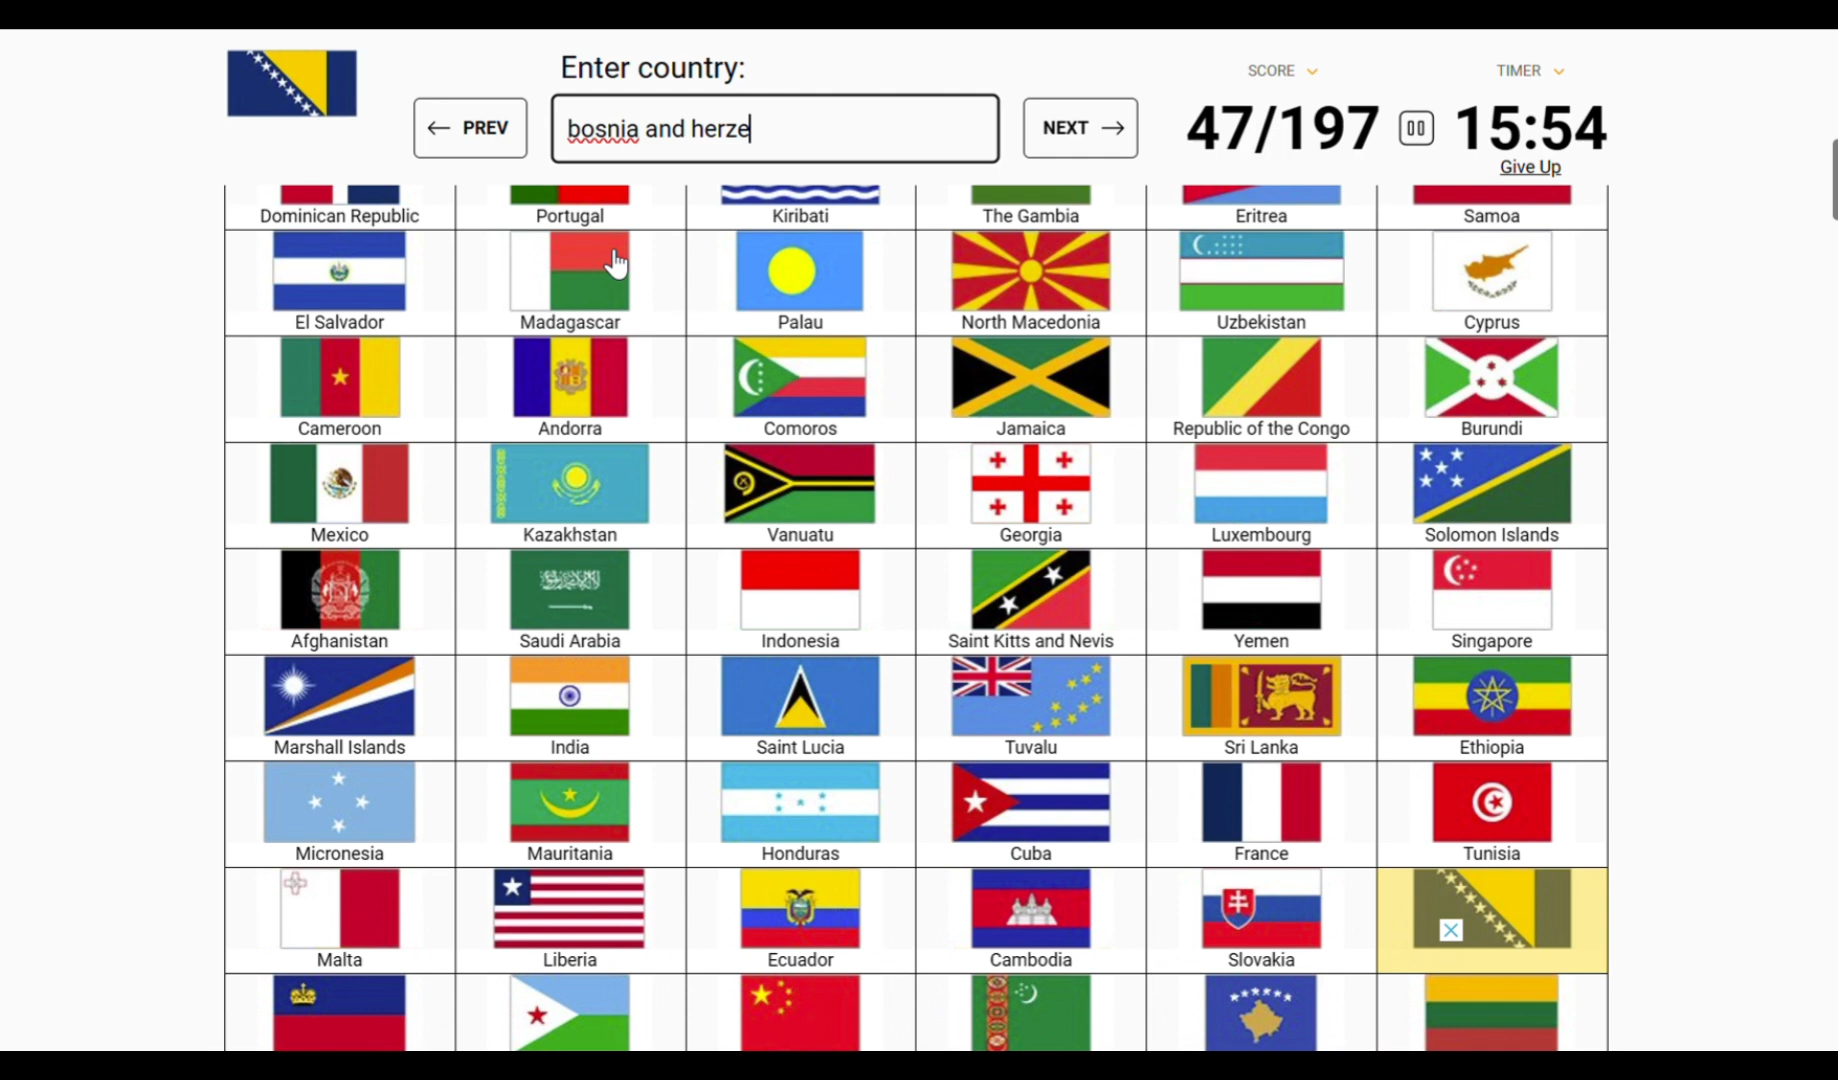 Enter country:
SCORE
TIMER
← PREV
bosnia and herze
NEXT →
47/197
15:54
Give Up
Dominican Republic
Portugal
Kiribati
The Gambia
Eritrea
Samoa
El Salvador
Madagascar
Palau
North Macedonia
Uzbekistan
Cyprus
Cameroon
Andorra
Comoros
Jamaica
Republic of the Congo
Burundi
Mexico
Kazakhstan
Vanuatu
Georgia
Luxembourg
Solomon Islands
Afghanistan
Saudi Arabia
Indonesia
Saint Kitts and Nevis
Yemen
Singapore
Marshall Islands
India
Saint Lucia
Tuvalu
Sri Lanka
Ethiopia
Micronesia
Mauritania
Honduras
Cuba
France
Tunisia
Malta
Liberia
Ecuador
Cambodia
Slovakia